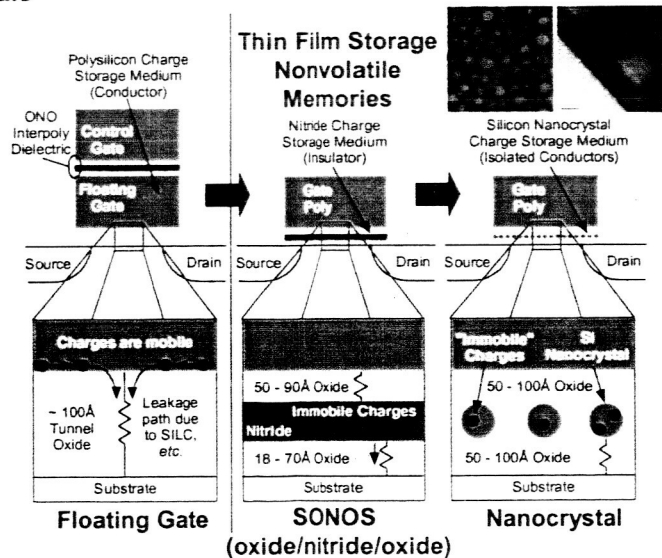 Thin Film Storage
Nonvolatile
Memories
Polysilicon Charge
Storage Medium
(Conductor)
ONO
Interpoly
Dielectric
Control
Gate
Floating
Gate
Source
Drain
Charges are mobile
~ 100Å
Tunnel
Oxide
Leakage
path due
to SILC,
etc.
Substrate
Floating Gate
Nitride Charge
Storage Medium
(Insulator)
Gate
Poly
Source
Drain
50 - 90Å Oxide
Immobile Charges
Nitride
18 - 70Å Oxide
Substrate
SONOS
(oxide/nitride/oxide)
Silicon Nanocrystal
Charge Storage Medium
(Isolated Conductors)
Gate
Poly
Drain
"Immobile"
Charges
Si
Nanocrystal
50 - 100Å
Oxide
50 - 100Å
Oxide
Substrate
Nanocrystal